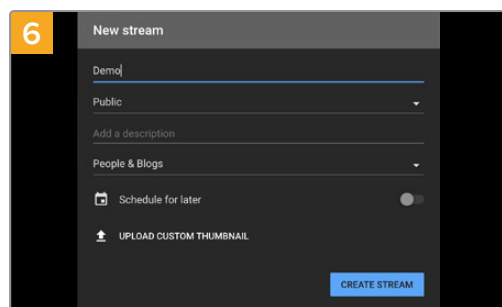 6
New stream
Demo
Public
Add a description
People & Blogs
Schedule for later
UPLOAD CUSTOM THUMBNAIL
CREATE STREAM